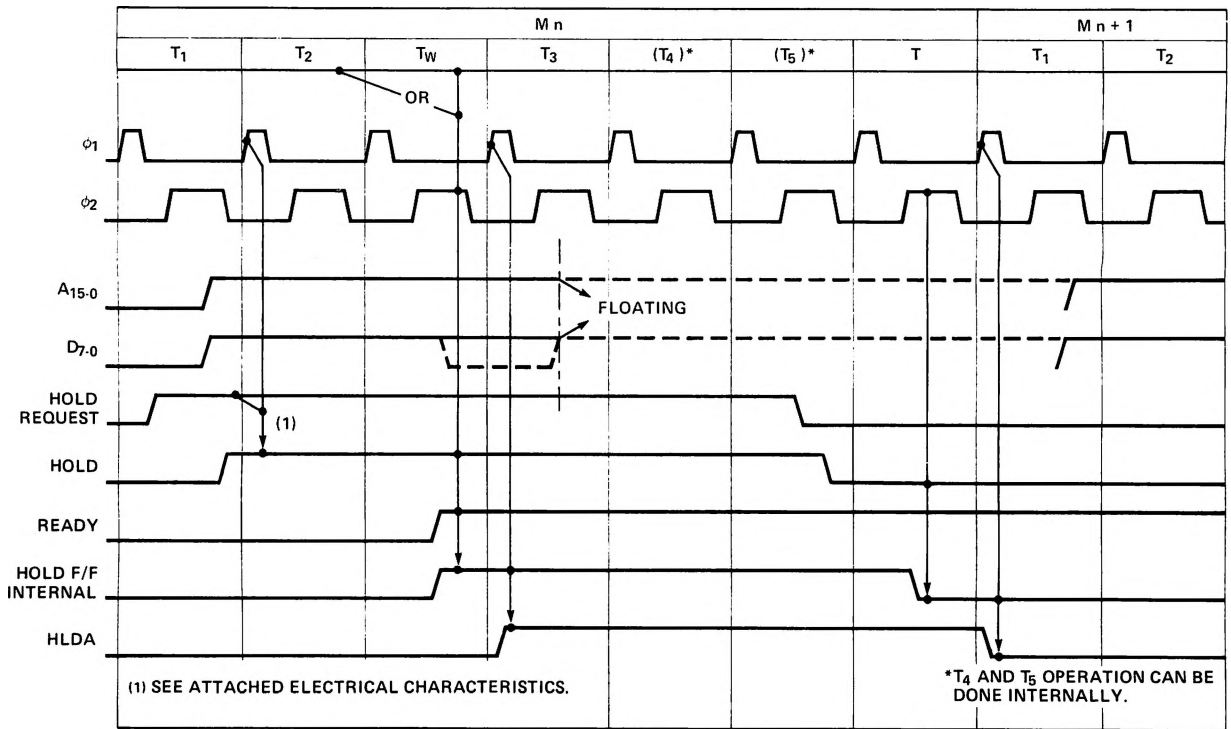 M n M n + 1
T1 T2 TW T3 (T4)* (T5)* T T1 T2
OR
ϕ1
ϕ2
A15-0
FLOATING
D7-0
HOLD
REQUEST
(1)
HOLD
READY
HOLD F/F
INTERNAL
HLDA
(1) SEE ATTACHED ELECTRICAL CHARACTERISTICS.
*T4 AND T5 OPERATION CAN BE
DONE INTERNALLY.